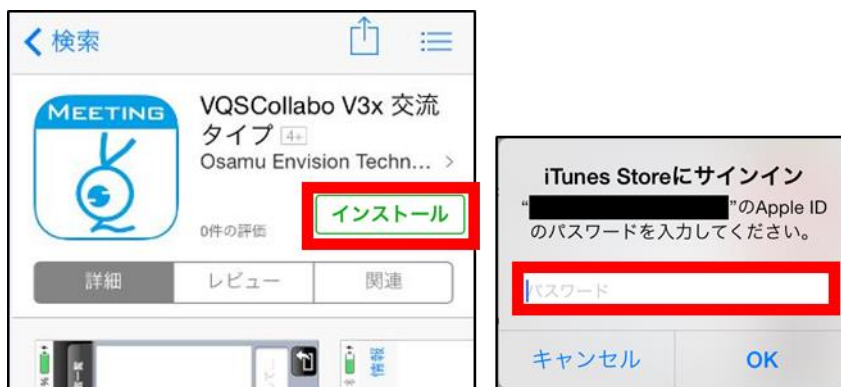 検索
MEETING
VQSCollabo V3x 交流
タイプ 4+
Osamu Envision Techn... >
インストール
0件の評価
詳細
レビュー
関連
情報
iTunes Storeにサインイン
“ ”のApple ID
のパスワードを入力してください。
パスワード
キャンセル
OK